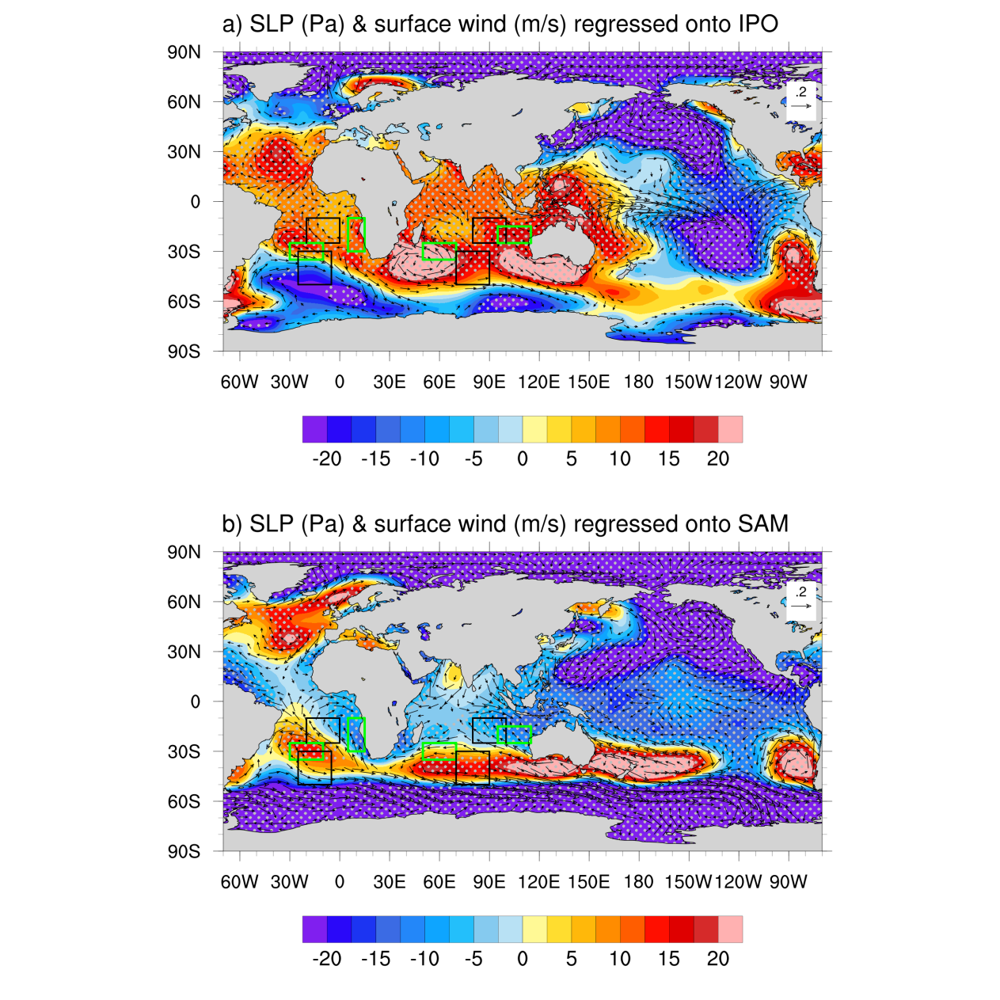 a) SLP (Pa) & surface wind (m/s) regressed onto IPO
90N
.2
60N
30N
0
30S
60S
90S
60W 30W 0 30E 60E 90E 120E 150E 180 150W 120W 90W
-20 -15 -10 -5 0 5 10 15 20
b) SLP (Pa) & surface wind (m/s) regressed onto SAM
90N
.2
60N
30N
0
30S
60S
90S
60W 30W 0 30E 60E 90E 120E 150E 180 150W 120W 90W
-20 -15 -10 -5 0 5 10 15 20